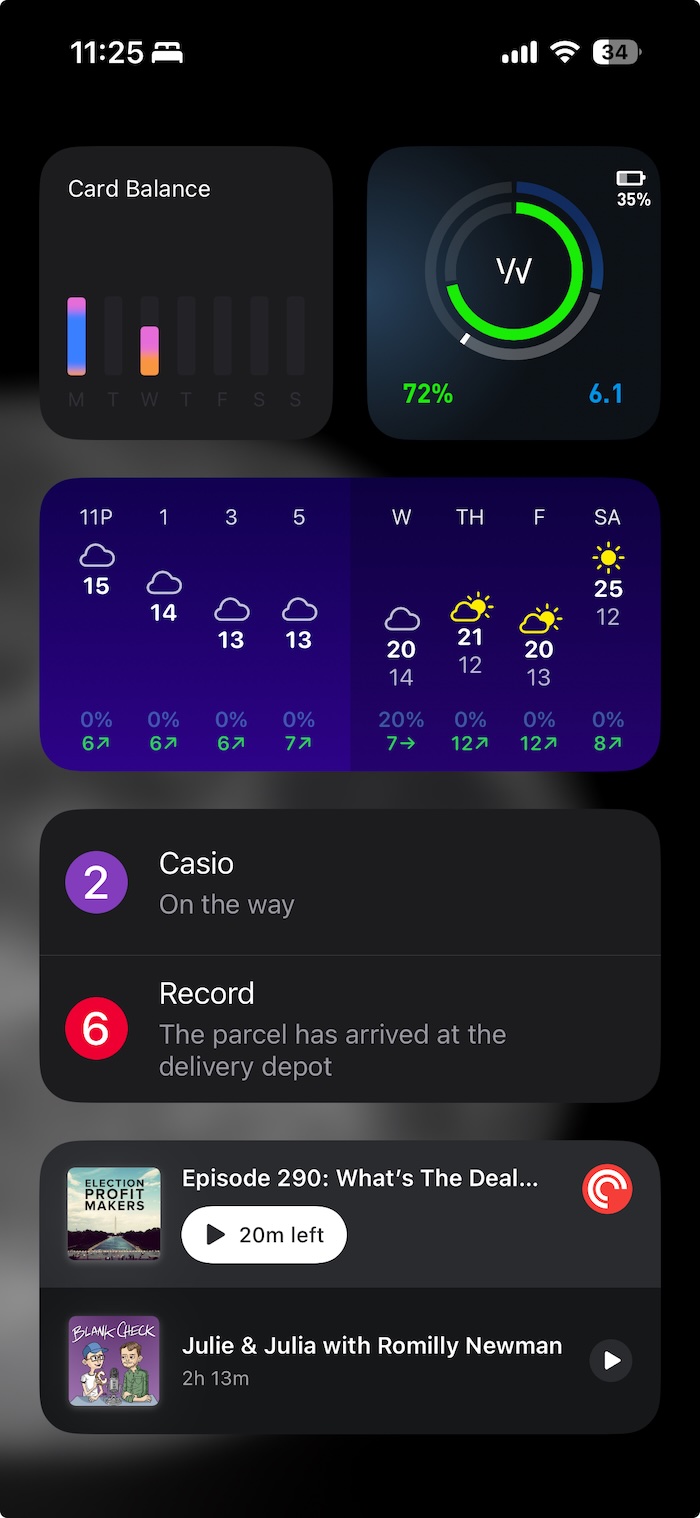 11:25
34
Card Balance
M T W T F S S
35%
72% 6.1
11P 1 3 5
15 14 13 13
0% 0% 0% 0%
6↗ 6↗ 6↗ 7↗
W TH F SA
20 21 20 25
14 12 13 12
20% 0% 0% 0%
7→ 12↗ 12↗ 8↗
2
Casio
On the way
6
Record
The parcel has arrived at the
delivery depot
ELECTION
PROFIT
MAKERS
Episode 290: What’s The Deal...
20m left
BLANK CHECK
Julie & Julia with Romilly Newman
2h 13m